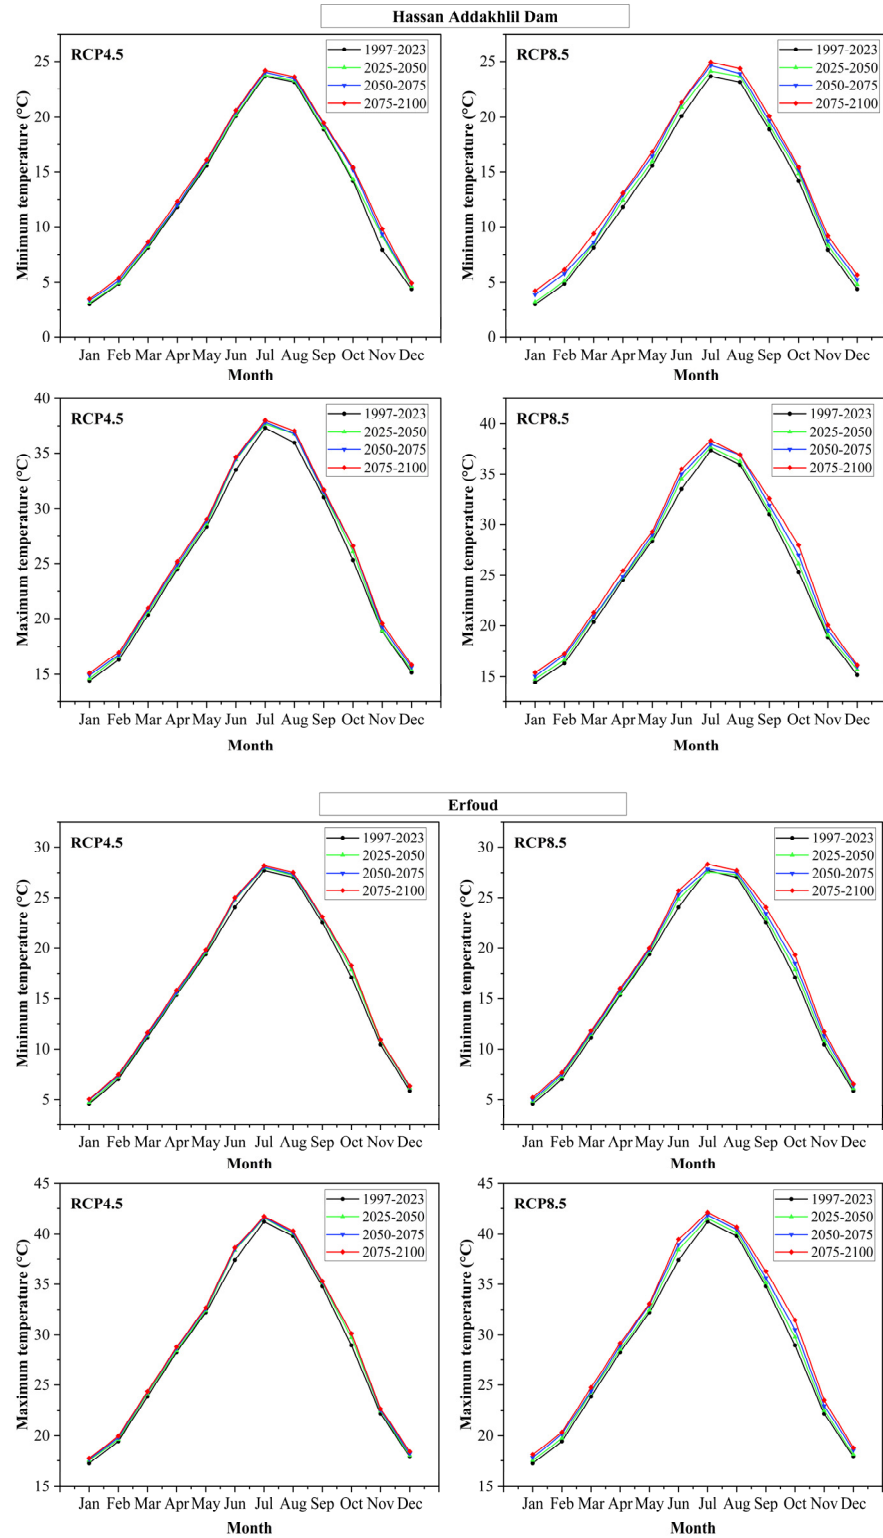 Hassan Addakhlil Dam
RCP4.5
1997-2023
2025-2050
2050-2075
2075-2100
Minimum temperature (°C)
25
20
15
10
5
0
Jan Feb Mar Apr May Jun Jul Aug Sep Oct Nov Dec
Month
RCP8.5
1997-2023
2025-2050
2050-2075
2075-2100
Minimum temperature (°C)
25
20
15
10
5
0
Jan Feb Mar Apr May Jun Jul Aug Sep Oct Nov Dec
Month
RCP4.5
1997-2023
2025-2050
2050-2075
2075-2100
Maximum temperature (°C)
40
35
30
25
20
15
Jan Feb Mar Apr May Jun Jul Aug Sep Oct Nov Dec
Month
RCP8.5
1997-2023
2025-2050
2050-2075
2075-2100
Maximum temperature (°C)
40
35
30
25
20
15
Jan Feb Mar Apr May Jun Jul Aug Sep Oct Nov Dec
Month
Erfoud
RCP4.5
1997-2023
2025-2050
2050-2075
2075-2100
Minimum temperature (°C)
30
25
20
15
10
5
Jan Feb Mar Apr May Jun Jul Aug Sep Oct Nov Dec
Month
RCP8.5
1997-2023
2025-2050
2050-2075
2075-2100
Minimum temperature (°C)
30
25
20
15
10
5
Jan Feb Mar Apr May Jun Jul Aug Sep Oct Nov Dec
Month
RCP4.5
1997-2023
2025-2050
2050-2075
2075-2100
Maximum temperature (°C)
45
40
35
30
25
20
15
Jan Feb Mar Apr May Jun Jul Aug Sep Oct Nov Dec
Month
RCP8.5
1997-2023
2025-2050
2050-2075
2075-2100
Maximum temperature (°C)
45
40
35
30
25
20
15
Jan Feb Mar Apr May Jun Jul Aug Sep Oct Nov Dec
Month